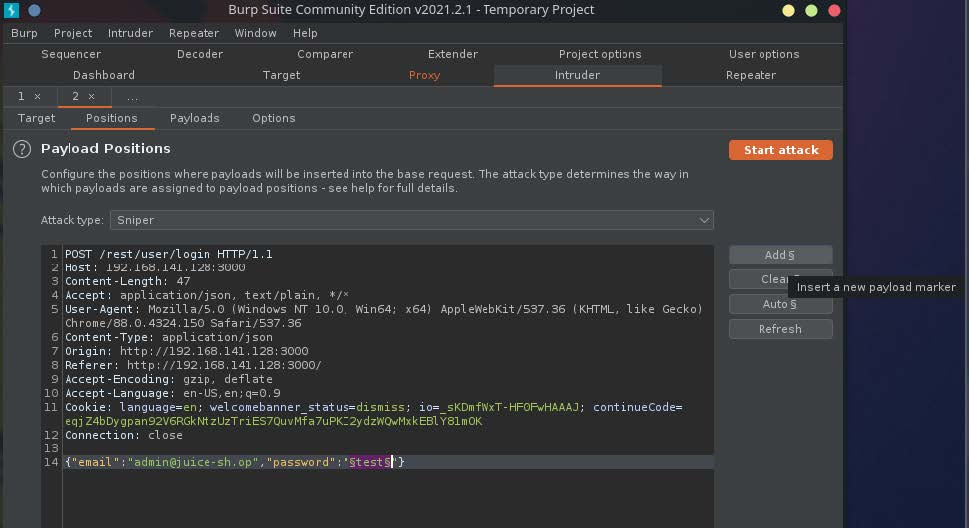 Burp Suite Community Edition v2021.2.1 - Temporary Project
Burp Project Intruder Repeater Window Help
Sequencer Decoder Comparer Extender Project options User options
Dashboard Target Proxy Intruder Repeater
1 × 2 × ...
Target Positions Payloads Options
? Payload Positions
Start attack
Configure the positions where payloads will be inserted into the base request. The attack type determines the way in
which payloads are assigned to payload positions - see help for full details.
Attack type: Sniper
1 POST /rest/user/login HTTP/1.1
2 Host: 192.168.141.128:3000
3 Content-Length: 47
4 Accept: application/json, text/plain, */*
5 User-Agent: Mozilla/5.0 (Windows NT 10.0; Win64; x64) AppleWebKit/537.36 (KHTML, like Gecko)
Chrome/88.0.4324.150 Safari/537.36
6 Content-Type: application/json
7 Origin: http://192.168.141.128:3000
8 Referer: http://192.168.141.128:3000/
9 Accept-Encoding: gzip, deflate
10 Accept-Language: en-US,en;q=0.9
11 Cookie: language=en; welcomebanner_status=dismiss; continueCode=
12 Connection: close
13
14 {"email":"admin@juice-sh.op","password":"§test§"}
Add §
Clear
Insert a new payload marker
Auto §
Refresh